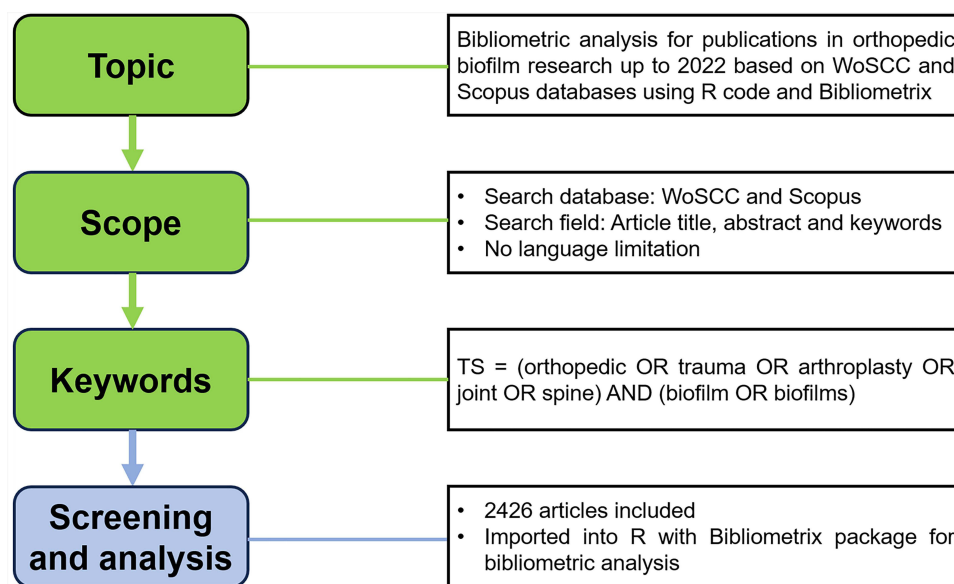 Topic
Bibliometric analysis for publications in orthopedic
biofilm research up to 2022 based on WoSCC and
Scopus databases using R code and Bibliometrix
Scope
• Search database: WoSCC and Scopus
• Search field: Article title, abstract and keywords
• No language limitation
Keywords
TS = (orthopedic OR trauma OR arthroplasty OR
joint OR spine) AND (biofilm OR biofilms)
Screening
and analysis
• 2426 articles included
• Imported into R with Bibliometrix package for
bibliometric analysis